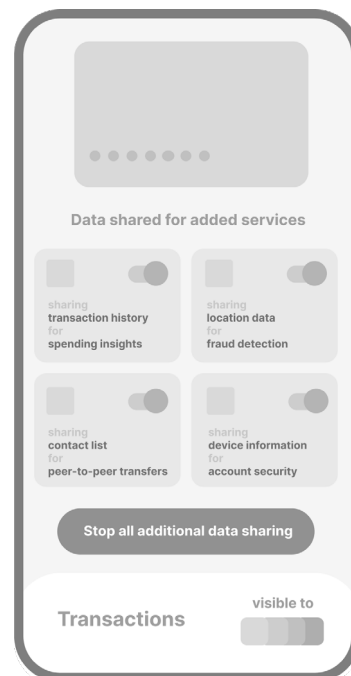 Data shared for added services
sharing
transaction history
for
spending insights
sharing
location data
for
fraud detection
sharing
contact list
for
peer-to-peer transfers
sharing
device information
for
account security
Stop all additional data sharing
Transactions
visible to